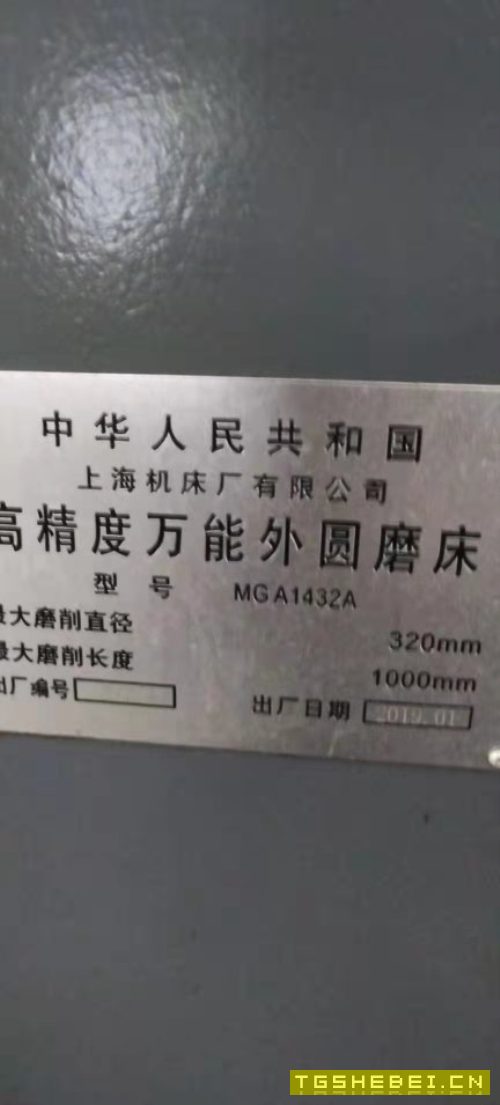 中华人民共和国
上海机床厂有限公司
高精度万能外圆磨床
型号 MGA1432A
最大磨削直径 320mm
最大磨削长度 1000mm
出厂编号 出厂日期 2019.01
TGSHEBEI.CN